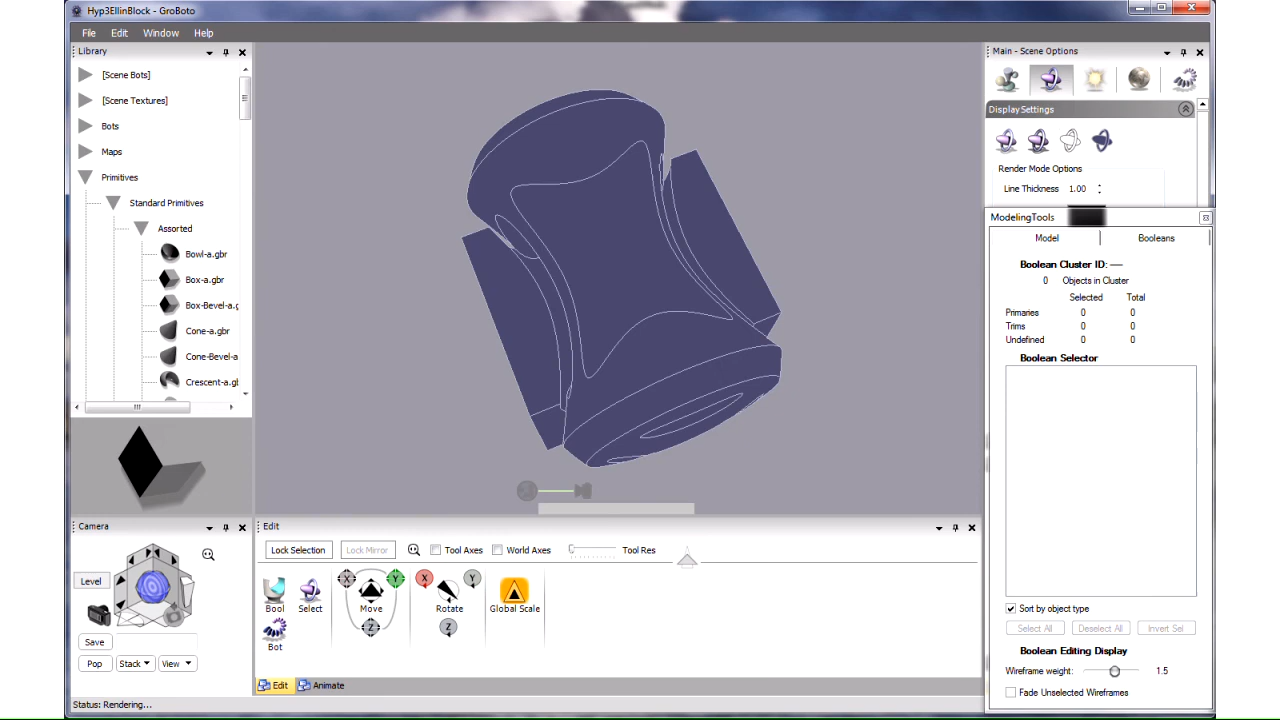 Hyp3EllinBlock - GroBoto
File Edit Window Help
Library
[Scene Bots]
[Scene Textures]
Bots
Maps
Primitives
Standard Primitives
Assorted
Bowl-a.gbr
Box-a.gbr
Box-Bevel-a.g
Cone-a.gbr
Cone-Bevel-a
Crescent-a.gb
Main - Scene Options
Display Settings
Render Mode Options
Line Thickness 1.00
ModelingTools
Model Booleans
Boolean Cluster ID: —
0 Objects in Cluster
Selected Total
Primaries 0 0
Trims 0 0
Undefined 0 0
Boolean Selector
Sort by object type
Select All Deselect All Invert Sel
Boolean Editing Display
Wireframe weight: 1.5
Fade Unselected Wireframes
Camera
Level
Save
Pop Stack View
Edit
Lock Selection Lock Mirror Tool Axes World Axes Tool Res
X Y X Y
Bool Select Move Rotate Global Scale
Z Z
Bot
Edit Animate
Status: Rendering...